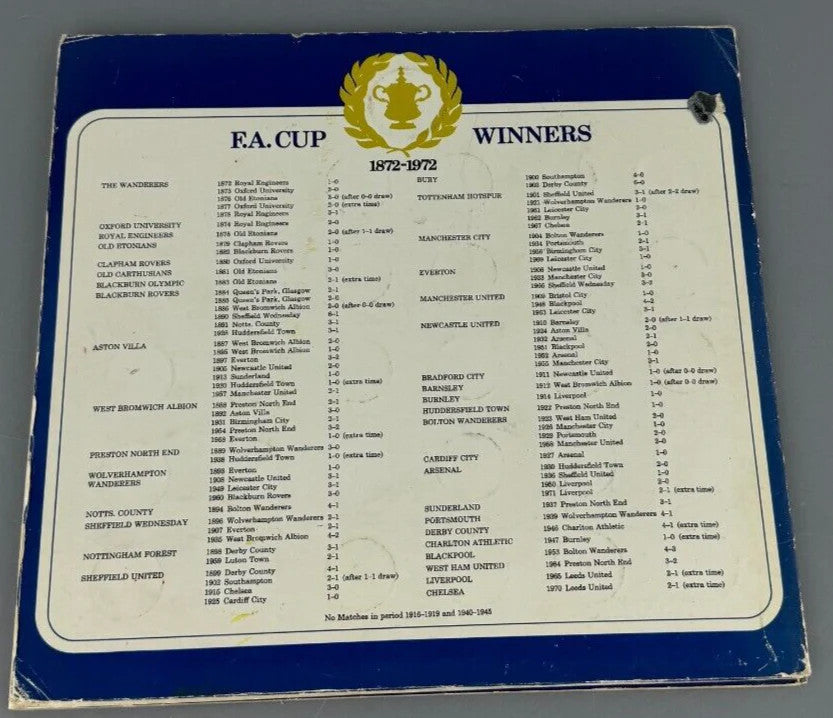 F.A. CUP WINNERS
1872-1972
THE WANDERERS 1872 Royal Engineers 1-0
1873 Oxford University 2-0
1876 Old Etonians 3-0 (after 0-0 draw)
1877 Oxford University 2-0 (extra time)
1878 Royal Engineers 3-1
OXFORD UNIVERSITY 1874 Royal Engineers 2-0
ROYAL ENGINEERS 1875 Old Etonians 2-0 (after 1-1 draw)
OLD ETONIANS 1879 Clapham Rovers 1-0
1882 Blackburn Rovers 1-0
CLAPHAM ROVERS 1880 Oxford University 1-0
OLD CARTHUSIANS 1881 Old Etonians 3-0
BLACKBURN OLYMPIC 1883 Old Etonians 2-1 (extra time)
BLACKBURN ROVERS 1884 Queen's Park, Glasgow 2-1
1885 Queen's Park, Glasgow 2-0
1886 West Bromwich Albion 2-0 (after 0-0 draw)
1890 Sheffield Wednesday 6-1
1891 Notts. County 3-1
1928 Huddersfield Town 3-1
ASTON VILLA 1887 West Bromwich Albion 2-0
1895 West Bromwich Albion 1-0
1897 Everton 3-2
1905 Newcastle United 2-0
1913 Sunderland 1-0
1920 Huddersfield Town 1-0 (extra time)
1957 Manchester United 2-1
WEST BROMWICH ALBION 1888 Preston North End 2-1
1892 Aston Villa 3-0
1931 Birmingham City 2-1
1954 Preston North End 3-2
1968 Everton 1-0 (extra time)
PRESTON NORTH END 1889 Wolverhampton Wanderers 3-0
1938 Huddersfield Town 1-0 (extra time)
WOLVERHAMPTON WANDERERS 1893 Everton 1-0
1908 Newcastle United 3-1
1949 Leicester City 3-1
1960 Blackburn Rovers 3-0
NOTTS. COUNTY 1894 Bolton Wanderers 4-1
SHEFFIELD WEDNESDAY 1896 Wolverhampton Wanderers 2-1
1907 Everton 2-1
1935 West Bromwich Albion 4-2
NOTTINGHAM FOREST 1898 Derby County 3-1
1959 Luton Town 2-1
SHEFFIELD UNITED 1899 Derby County 4-1
1902 Southampton 2-1 (after 1-1 draw)
1915 Chelsea 3-0
1925 Cardiff City 1-0
BURY 1900 Southampton 4-0
1903 Derby County 6-0
TOTTENHAM HOTSPUR 1901 Sheffield United 3-1 (after 2-2 draw)
1921 Wolverhampton Wanderers 1-0
1961 Leicester City 2-0
1962 Burnley 3-1
1967 Chelsea 2-1
MANCHESTER CITY 1904 Bolton Wanderers 1-0
1934 Portsmouth 2-1
1956 Birmingham City 3-1
1969 Leicester City 1-0
EVERTON 1906 Newcastle United 1-0
1933 Manchester City 3-0
1966 Sheffield Wednesday 3-2
MANCHESTER UNITED 1909 Bristol City 1-0
1948 Blackpool 4-2
1963 Leicester City 3-1
NEWCASTLE UNITED 1910 Barnsley 2-0 (after 1-1 draw)
1924 Aston Villa 2-0
1932 Arsenal 2-1
1951 Blackpool 2-0
1952 Arsenal 1-0
1955 Manchester City 3-1
BRADFORD CITY 1911 Newcastle United 1-0 (after 0-0 draw)
BARNSLEY 1912 West Bromwich Albion 1-0 (after 0-0 draw)
BURNLEY 1914 Liverpool 1-0
HUDDERSFIELD TOWN 1922 Preston North End 1-0
BOLTON WANDERERS 1923 West Ham United 2-0
1926 Manchester City 1-0
1929 Portsmouth 2-0
1958 Manchester United 2-0
CARDIFF CITY 1927 Arsenal 1-0
ARSENAL 1930 Huddersfield Town 2-0
1936 Sheffield United 1-0
1950 Liverpool 2-0
1971 Liverpool 2-1 (extra time)
SUNDERLAND 1937 Preston North End 3-1
PORTSMOUTH 1939 Wolverhampton Wanderers 4-1
DERBY COUNTY 1946 Charlton Athletic 4-1 (extra time)
CHARLTON ATHLETIC 1947 Burnley 1-0 (extra time)
BLACKPOOL 1953 Bolton Wanderers 4-3
WEST HAM UNITED 1964 Preston North End 3-2
LIVERPOOL 1965 Leeds United 2-1 (extra time)
CHELSEA 1970 Leeds United 2-1 (extra time)
No Matches in period 1916-1919 and 1940-1945